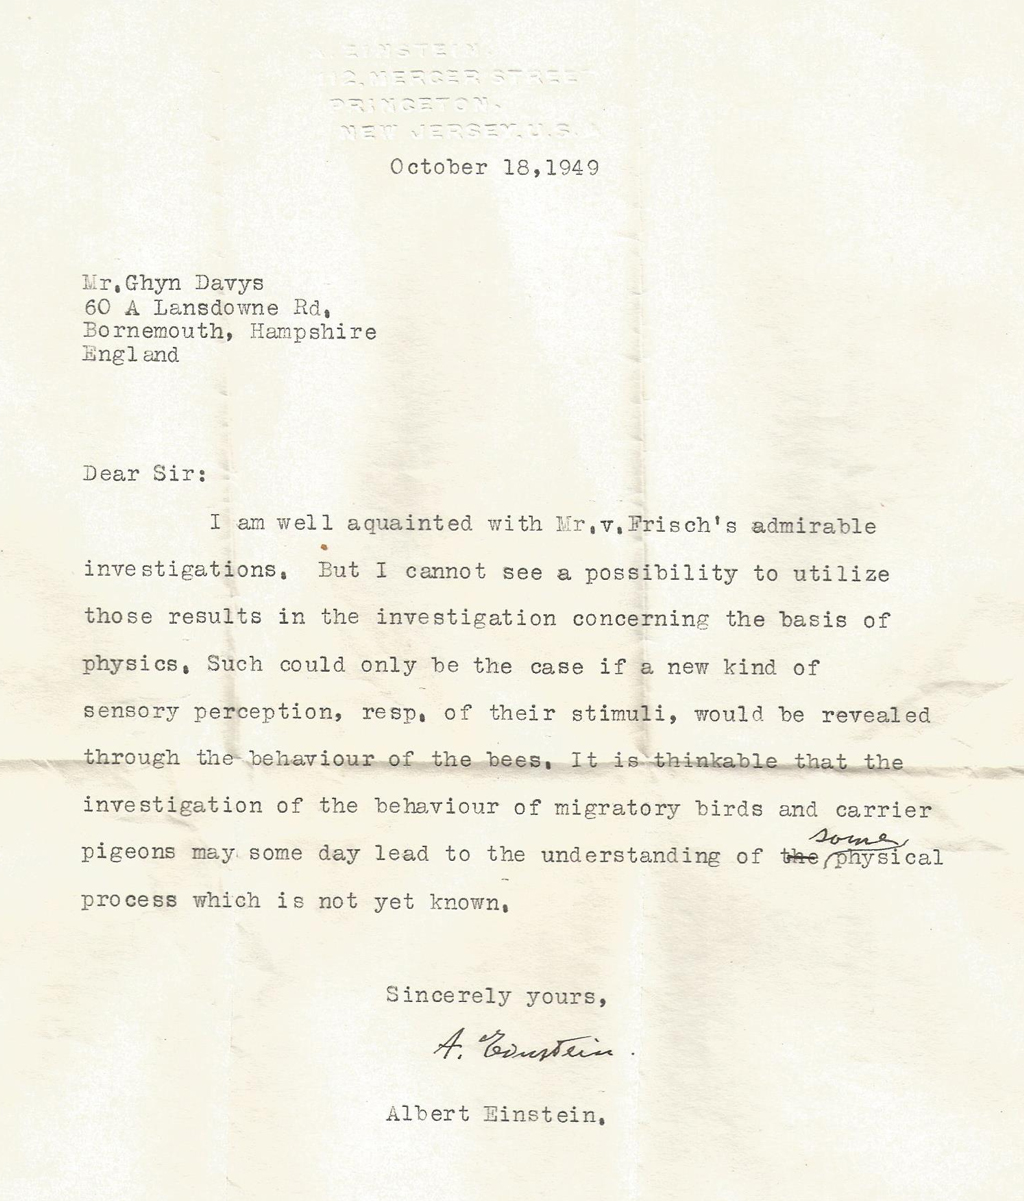 EINSTEIN.
MERCER STREET
PRINCETON.
NEW JERSEY. U.S.A
October 18,1949
Mr.Ghyn Davys
60 A Lansdowne Rd.
Bornemouth, Hampshire
England
Dear Sir:
I am well aquainted with Mr.v.Frisch's admirable
investigations. But I cannot see a possibility to utilize
those results in the investigation concerning the basis of
physics. Such could only be the case if a new kind of
sensory perception, resp. of their stimuli, would be revealed
through the behaviour of the bees. It is thinkable that the
investigation of the behaviour of migratory birds and carrier
some
pigeons may some day lead to the understanding of the physical
process which is not yet known.
Sincerely yours,
A. Einstein.
Albert Einstein.